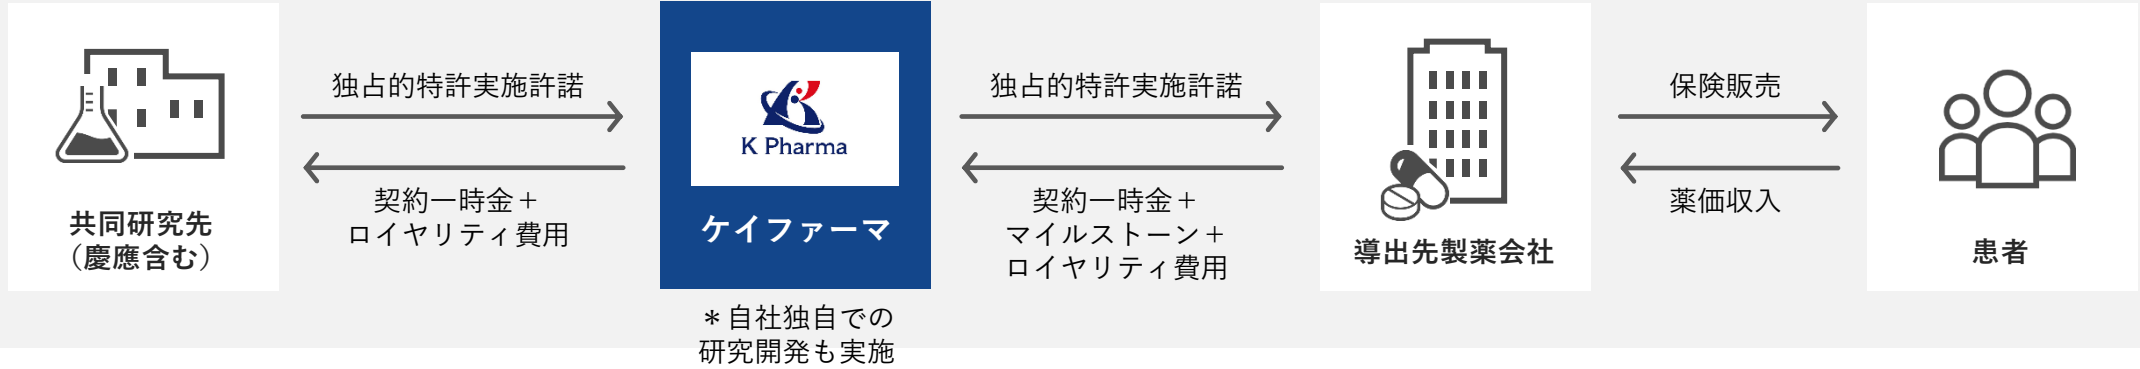 共同研究先
（慶應含む）
独占的特許実施許諾
契約一時金＋
ロイヤリティ費用
K Pharma
ケイファーマ
＊自社独自での
研究開発も実施
独占的特許実施許諾
契約一時金＋
マイルストーン＋
ロイヤリティ費用
導出先製薬会社
保険販売
薬価収入
患者